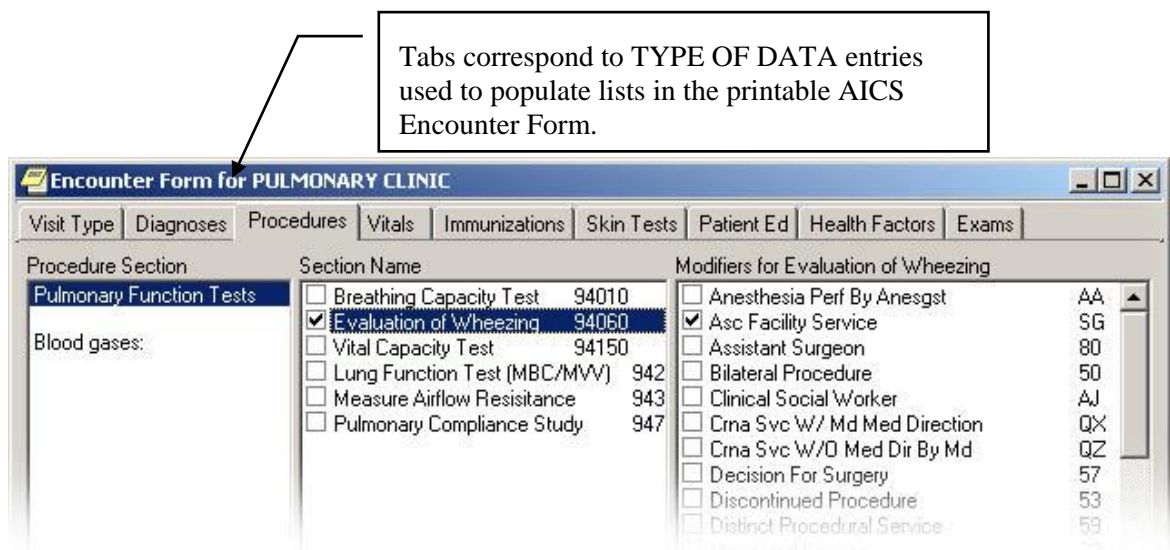 Tabs correspond to TYPE OF DATA entries
used to populate lists in the printable AICS
Encounter Form.
Encounter Form for PULMONARY CLINIC
Visit Type Diagnoses Procedures Vitals Immunizations Skin Tests Patient Ed Health Factors Exams
Procedure Section
Pulmonary Function Tests
Blood gases:
Section Name
Breathing Capacity Test 94010
Evaluation of Wheezing 94060
Vital Capacity Test 94150
Lung Function Test (MBC/MVV) 942
Measure Airflow Resisitance 943
Pulmonary Compliance Study 947
Modifiers for Evaluation of Wheezing
Anesthesia Perf By Anesgst AA
Asc Facility Service SG
Assistant Surgeon 80
Bilateral Procedure 50
Clinical Social Worker AJ
Crna Svc W/ Md Med Direction QX
Crna Svc W/O Med Dir By Md QZ
Decision For Surgery 57
Discontinued Procedure 53
Distinct Procedural Service 59